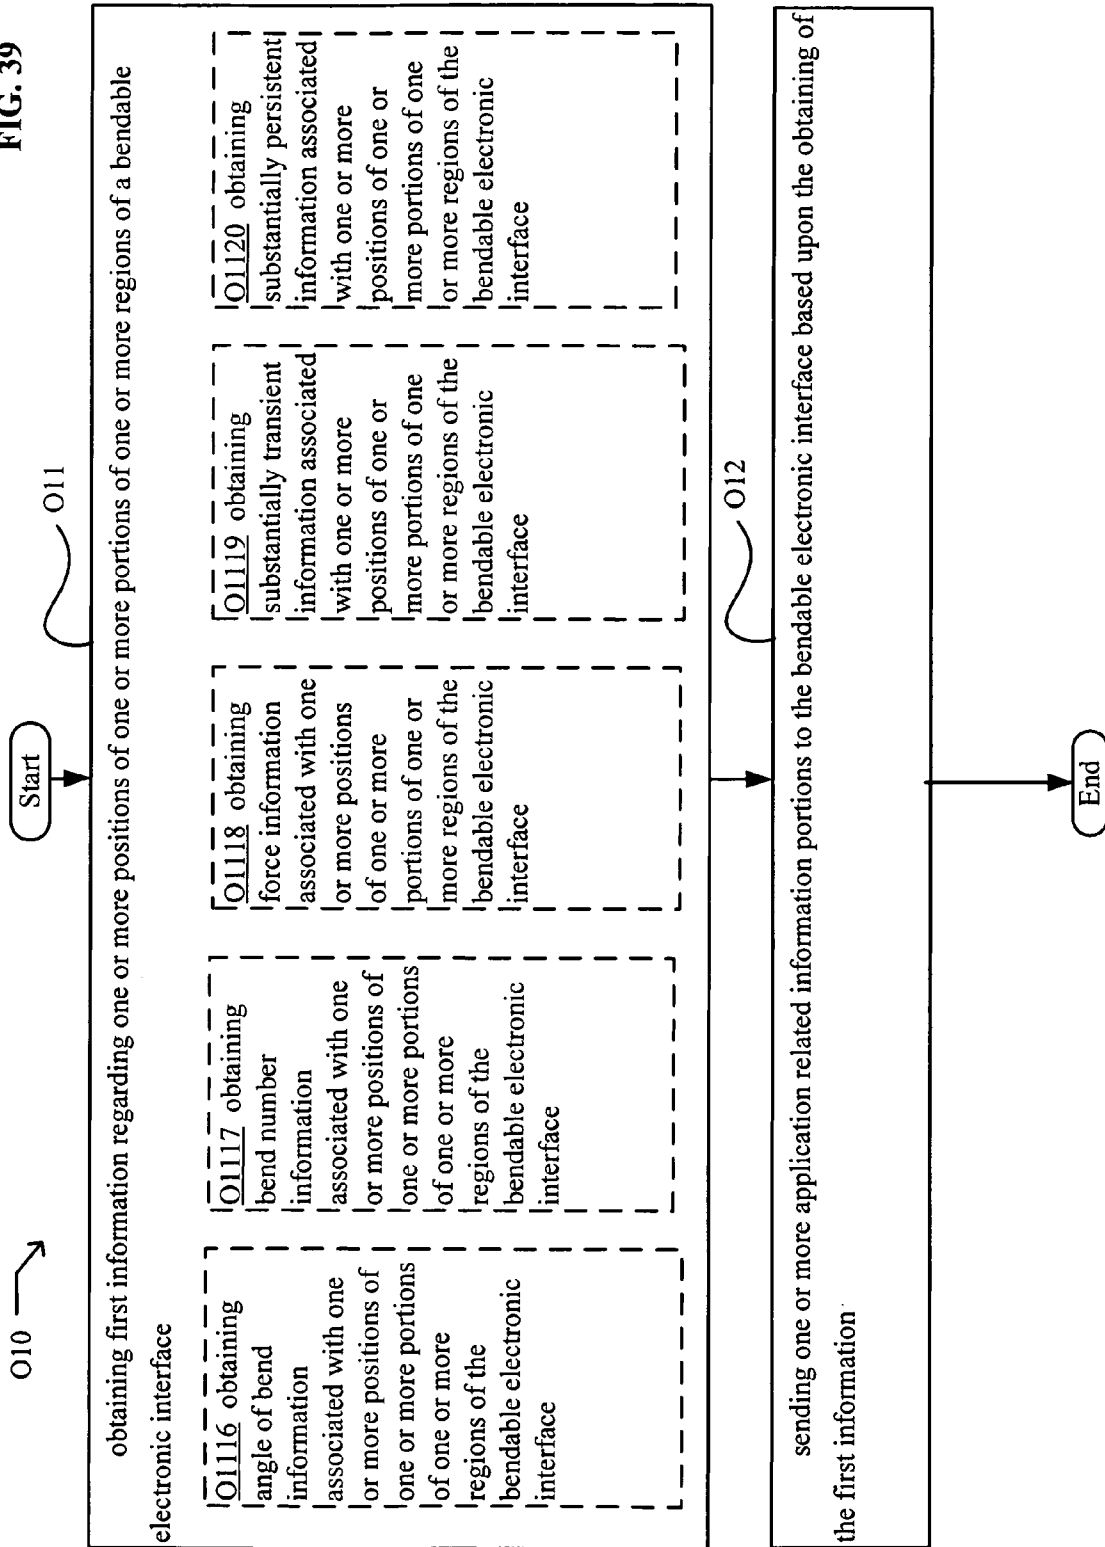 FIG. 39
O10
Start
O11
obtaining first information regarding one or more positions of one or more portions of one or more regions of a bendable
electronic interface
O1116 obtaining
angle of bend
information
associated with one
or more positions of
one or more portions
of one or more
regions of the
bendable electronic
interface
O1117 obtaining
bend number
information
associated with one
or more positions of
one or more portions
of one or more
regions of the
bendable electronic
interface
O1118 obtaining
force information
associated with one
or more positions
of one or more
portions of one or
more regions of the
bendable electronic
interface
O1119 obtaining
substantially transient
information associated
with one or more
positions of one or
more portions of one
or more regions of the
bendable electronic
interface
O1120 obtaining
substantially persistent
information associated
with one or more
positions of one or
more portions of one
or more regions of the
bendable electronic
interface
O12
sending one or more application related information portions to the bendable electronic interface based upon the obtaining of
the first information
End